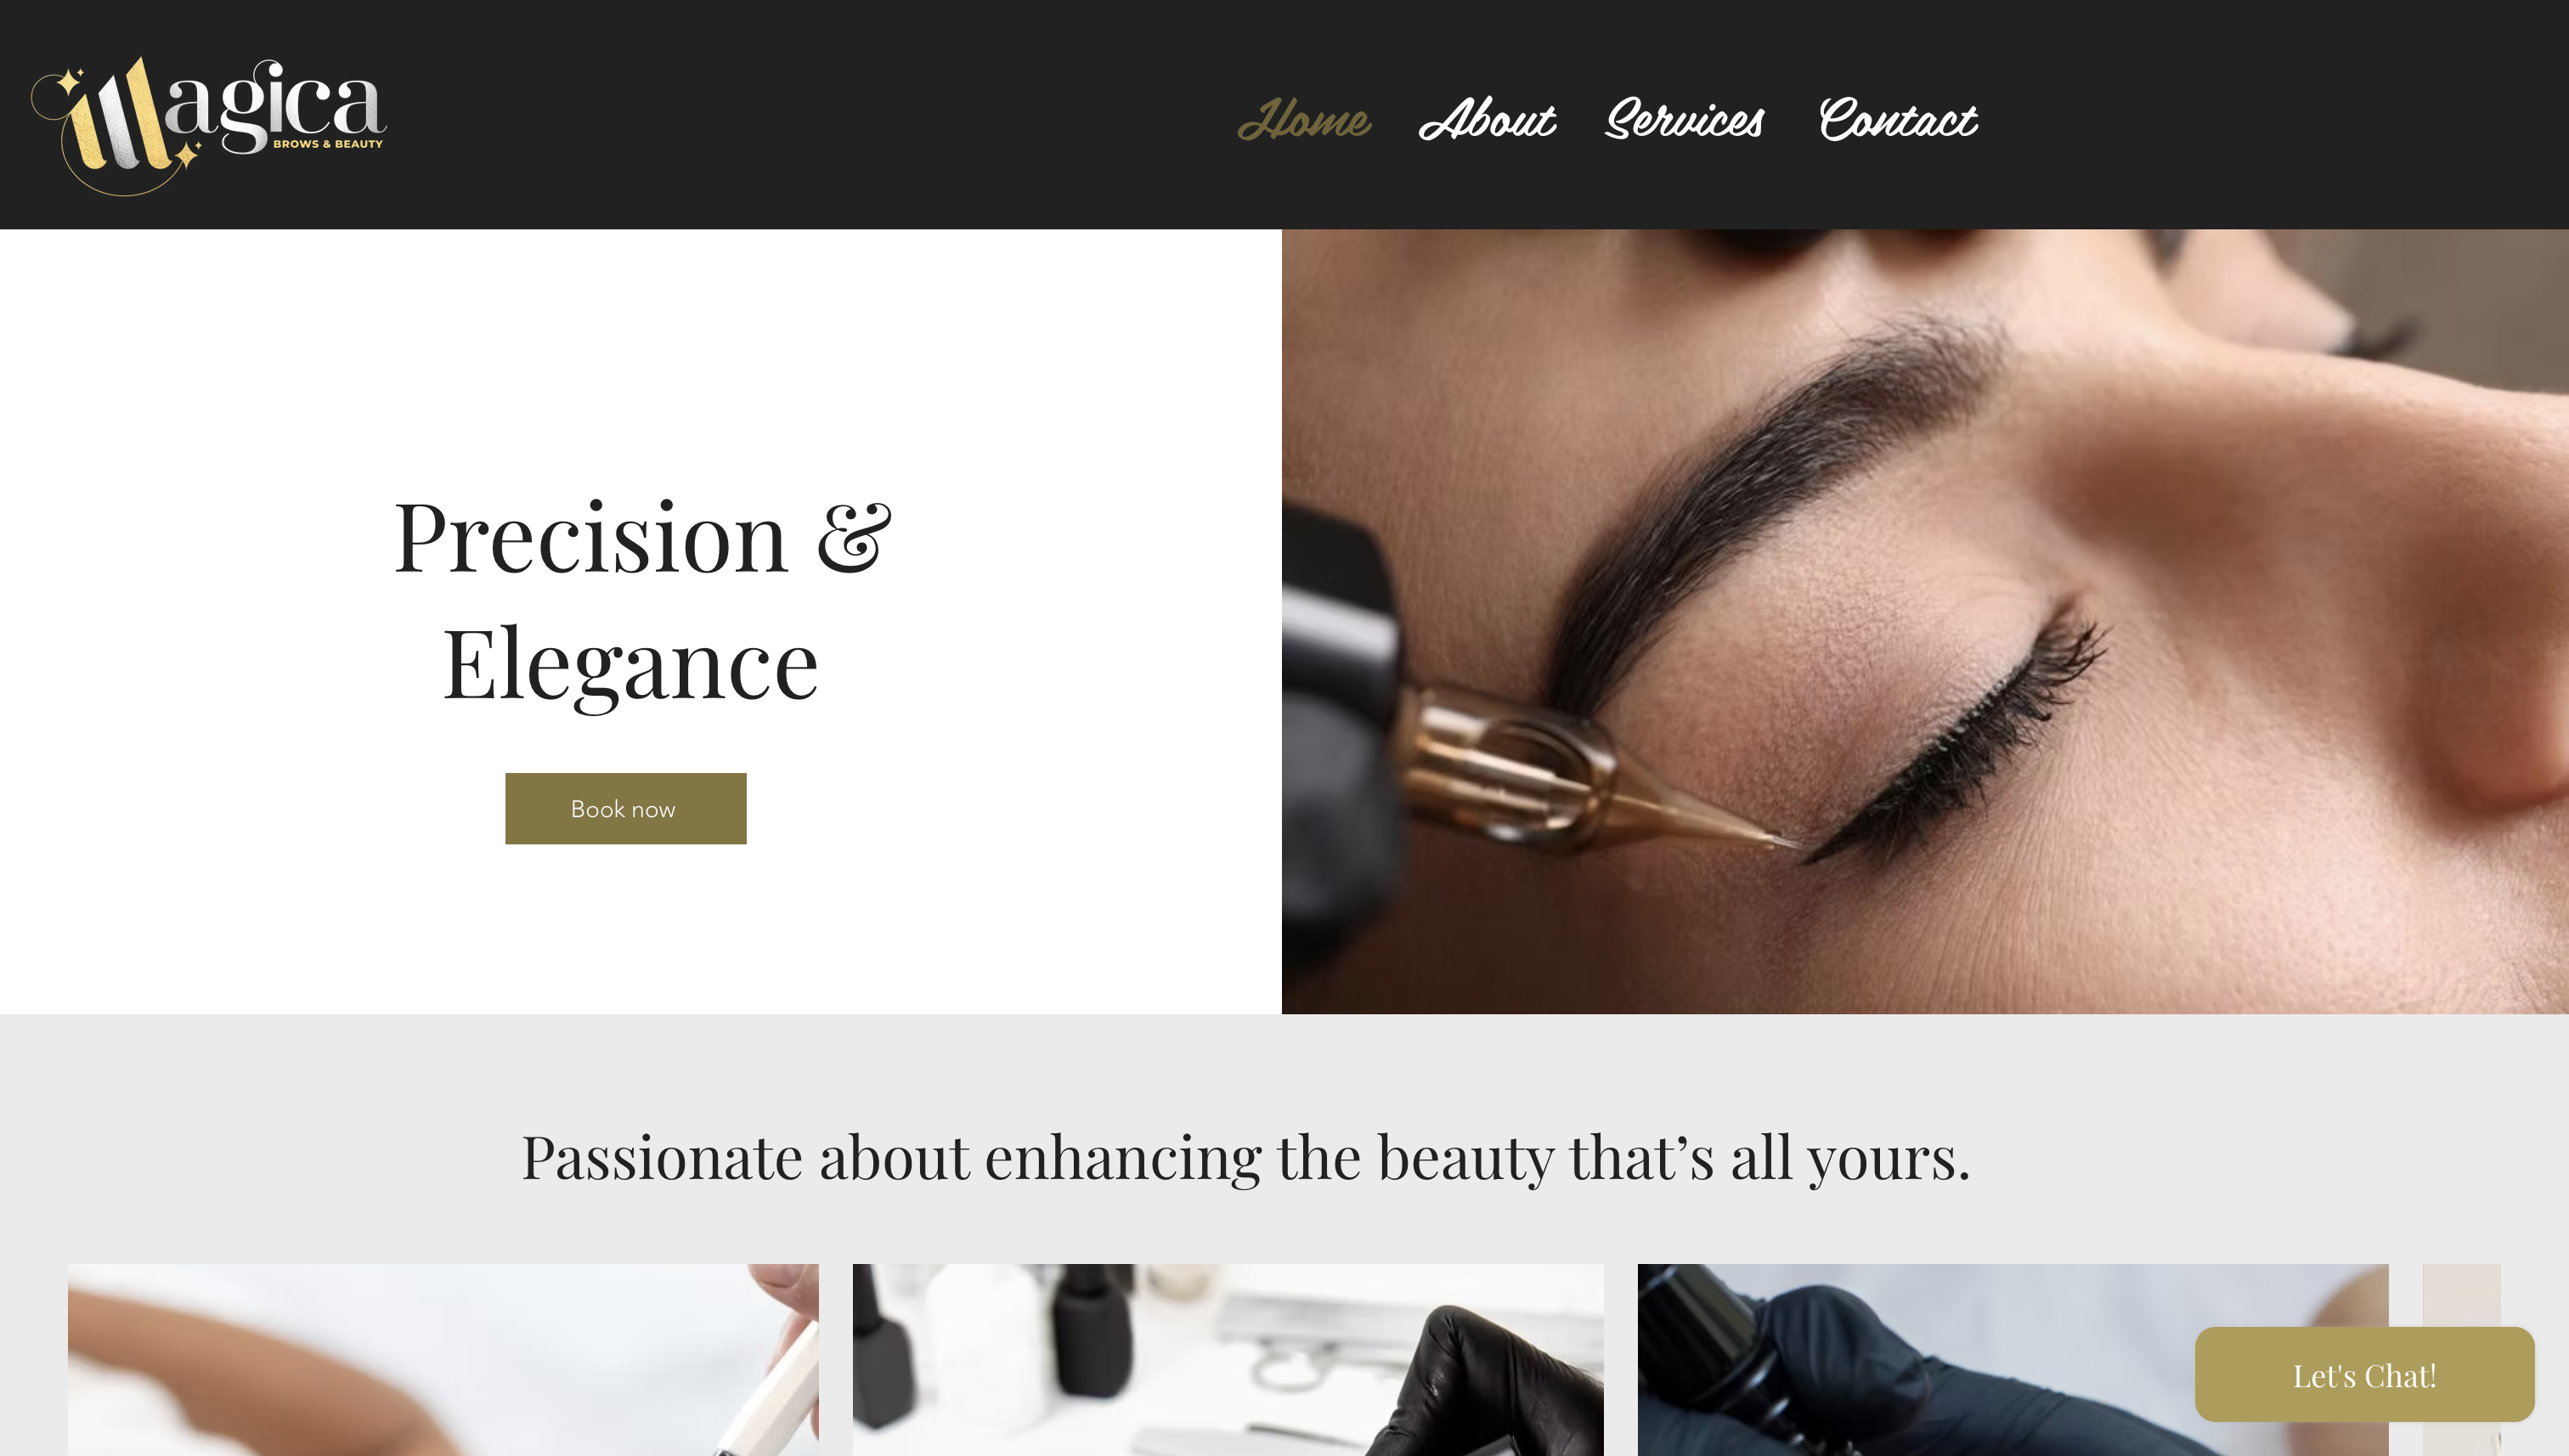 Magica
BROWS & BEAUTY
Home About Services Contact
Precision &
Elegance
Book now
Passionate about enhancing the beauty that’s all yours.
Let's Chat!